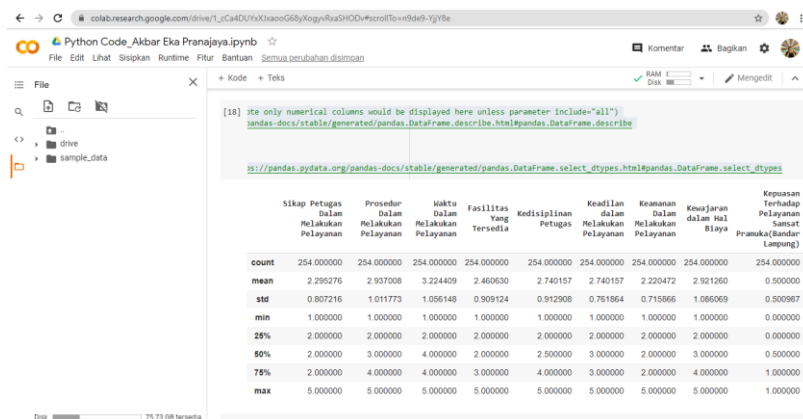 colab.research.google.com/drive/1_cCa4DUYxXJxaooG68yXogyvRxaSHODv#scrollTo=n9de9-YjjY8e
Python Code_Akbar Eka Pranajaya.ipynb
File Edit Lihat Sisipkan Runtime Fitur Bantuan Semua perubahan disimpan
Komentar Bagikan
File
+ Kode + Teks
RAM
Disk
Mengedit
..
drive
sample_data
[18] ote only numerical columns would be displayed here unless parameter include="all")
pandas-docs/stable/generated/pandas.DataFrame.describe.html#pandas.DataFrame.describe
ps://pandas.pydata.org/pandas-docs/stable/generated/pandas.DataFrame.select_dtypes.html#pandas.DataFrame.select_dtypes
Sikap Petugas Dalam Melakukan Pelayanan
Prosedur Dalam Melakukan Pelayanan
Waktu Dalam Melakukan Pelayanan
Fasilitas Yang Tersedia
Kedisiplinan Petugas
Keadilan dalam Melakukan Pelayanan
Keamanan Dalam Melakukan Pelayanan
Kewajaran dalam Hal Biaya
Kepuasan Terhadap Pelayanan Samsat Pramuka(Bandar Lampung)
count 254.000000 254.000000 254.000000 254.000000 254.000000 254.000000 254.000000 254.000000 254.000000
mean 2.295276 2.937008 3.224409 2.460630 2.740157 2.740157 2.220472 2.921260 0.500000
std 0.807216 1.011773 1.056148 0.909124 0.912908 0.761864 0.715866 1.086069 0.500987
min 1.000000 1.000000 1.000000 1.000000 1.000000 1.000000 1.000000 1.000000 0.000000
25% 2.000000 2.000000 2.000000 2.000000 2.000000 2.000000 2.000000 2.000000 0.000000
50% 2.000000 3.000000 4.000000 2.000000 2.500000 3.000000 2.000000 3.000000 0.500000
75% 2.000000 4.000000 4.000000 3.000000 4.000000 3.000000 2.000000 4.000000 1.000000
max 5.000000 5.000000 5.000000 5.000000 5.000000 5.000000 5.000000 5.000000 1.000000
Disk 75.73 GB tersedia